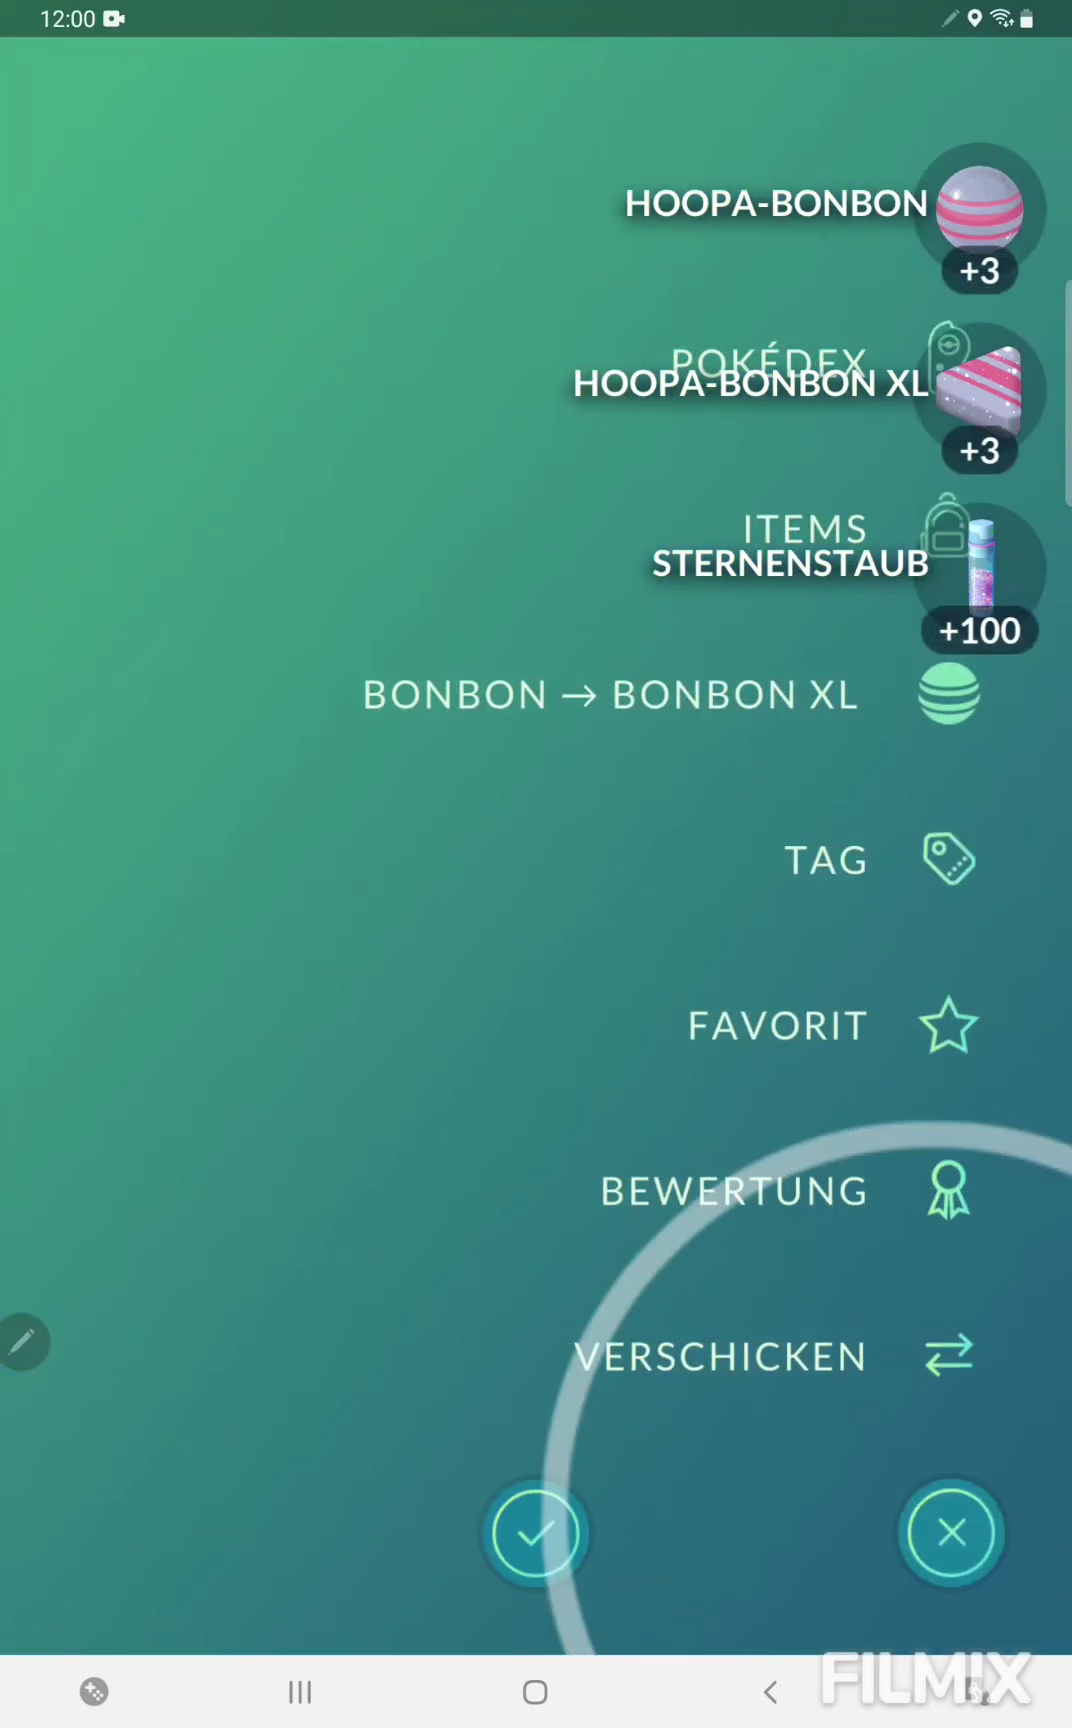 12:00
HOOPA-BONBON
+3
POKÉDEX
HOOPA-BONBON XL
+3
ITEMS
STERNENSTAUB
+100
BONBON → BONBON XL
TAG
FAVORIT
BEWERTUNG
VERSCHICKEN
FILMIX